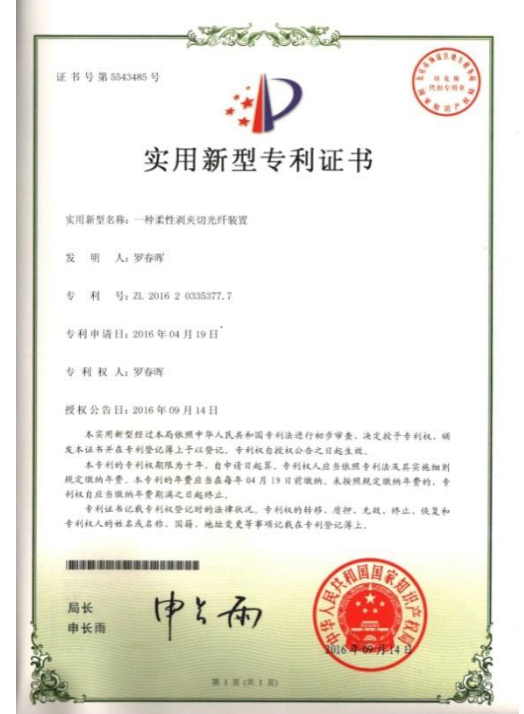 证书号第5543485号
实用新型专利证书
实用新型名称：一种柔性剥夹切光纤装置
发明人：罗春晖
专利号：ZL 2016 2 0335377.7
专利申请日：2016年04月19日
专利权人：罗春晖
授权公告日：2016年09月14日
本实用新型经过本局依照中华人民共和国专利法进行初步审查，决定授予专利权，颁
发本证书并在专利登记簿上予以登记。专利权自授权公告之日起生效。
本专利的专利权期限为十年，自申请日起算。专利权人应当依照专利法及其实施细则
规定缴纳年费。本专利的年费应当在每年04月19日前缴纳。未按照规定缴纳年费的，专利
权自应当缴纳年费期满之日起终止。
专利证书记载专利权登记时的法律状况。专利权的转移、质押、无效、终止、恢复和
专利权人的姓名或名称、国籍、地址变更等事项记载在专利登记簿上。
局长
申长雨
申长雨
中华人民共和国国家知识产权局
2016年09月14日
第1页(共1页)